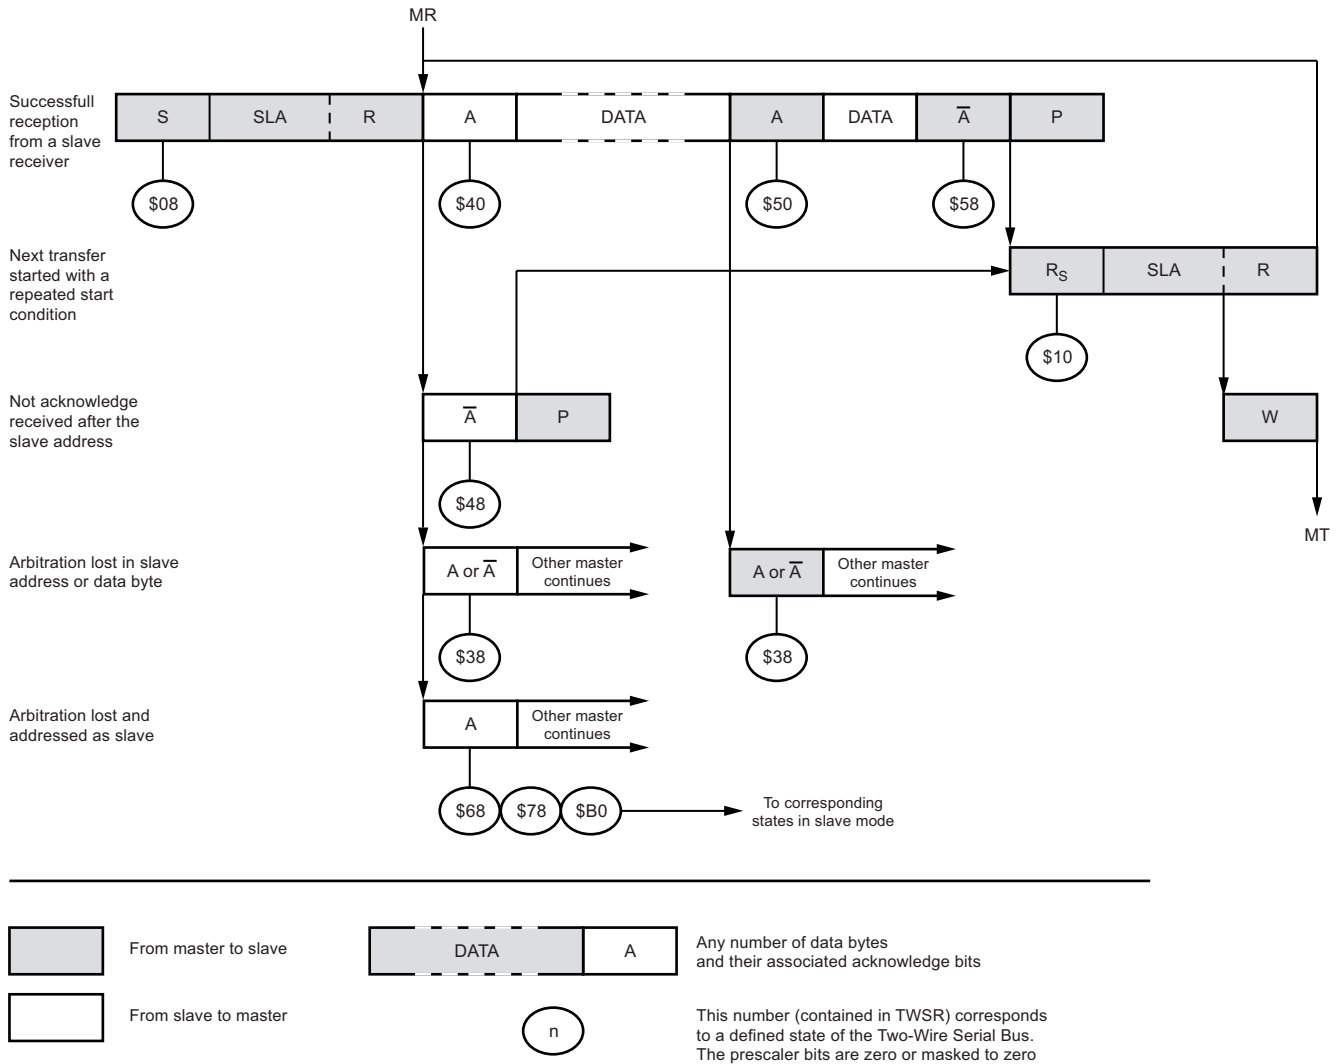 MR
Successfull
reception
from a slave
receiver
S SLA R A DATA A DATA A̅ P
$08 $40 $50 $58
Next transfer
started with a
repeated start
condition
RS SLA R
$10
Not acknowledge
received after the
slave address
A̅ P
W
$48
MT
Arbitration lost in slave
address or data byte
A or A̅
Other master
continues
A or A̅
Other master
continues
$38 $38
Arbitration lost and
addressed as slave
A
Other master
continues
$68 $78 $B0
To corresponding
states in slave mode
From master to slave
DATA A
Any number of data bytes
and their associated acknowledge bits
From slave to master
n
This number (contained in TWSR) corresponds
to a defined state of the Two-Wire Serial Bus.
The prescaler bits are zero or masked to zero